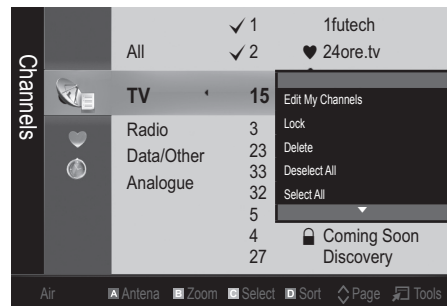 Channels
✓ 1 1futech
All ✓ 2 ♥ 24ore.tv
TV 15
Radio 3
Data/Other 23
Analogue 33
32
5
4 Coming Soon
27 Discovery
Edit My Channels
Lock
Delete
Deselect All
Select All
Air A Antena B Zoom C Select D Sort Page Tools